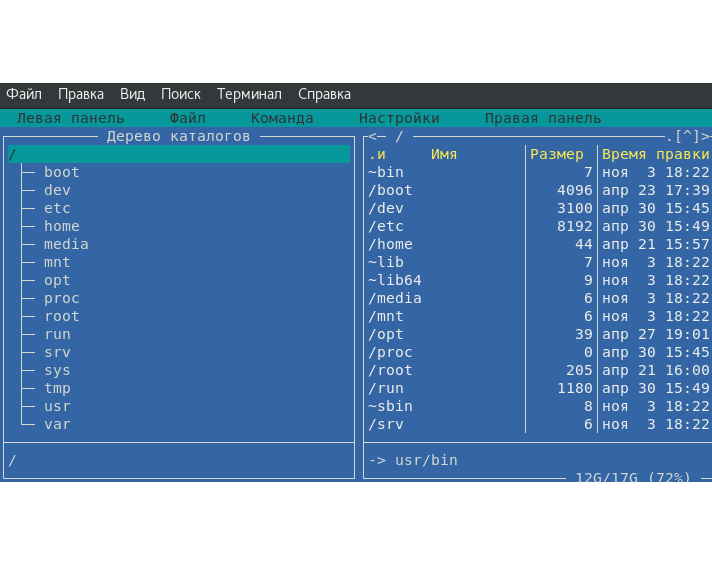 Файл Правка Вид Поиск Терминал Справка
Левая панель Файл Команда Настройки Правая панель
Дерево каталогов
/
boot
dev
etc
home
media
mnt
opt
proc
root
run
srv
sys
tmp
usr
var
/
<─ / .[^]>
.и Имя Размер Время правки
~bin 7 ноя 3 18:22
/boot 4096 апр 23 17:39
/dev 3100 апр 30 15:45
/etc 8192 апр 30 15:49
/home 44 апр 21 15:57
~lib 7 ноя 3 18:22
~lib64 9 ноя 3 18:22
/media 6 ноя 3 18:22
/mnt 6 ноя 3 18:22
/opt 39 апр 27 19:01
/proc 0 апр 30 15:45
/root 205 апр 21 16:00
/run 1180 апр 30 15:49
~sbin 8 ноя 3 18:22
/srv 6 ноя 3 18:22
-> usr/bin
12G/17G (72%)